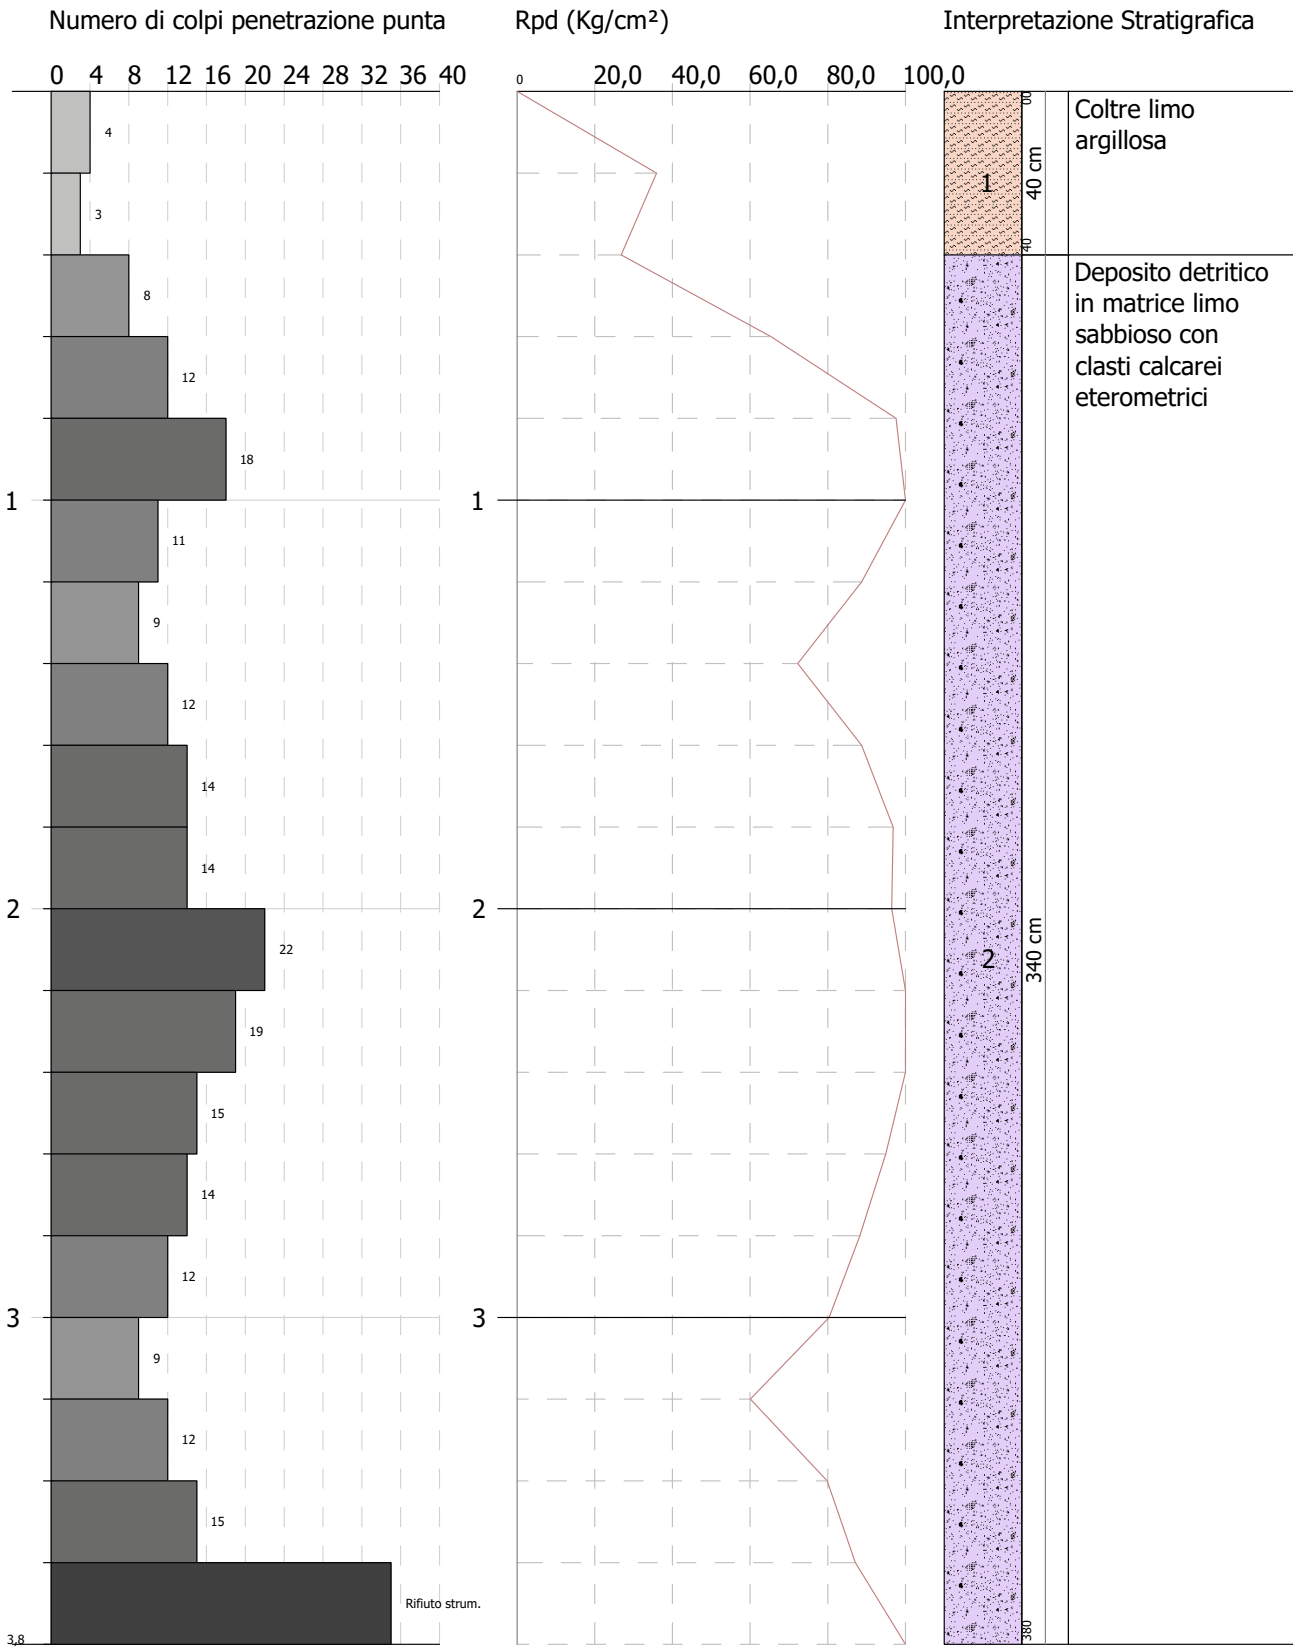 Numero di colpi penetrazione punta
Rpd (Kg/cm²)
Interpretazione Stratigrafica
0 4 8 12 16 20 24 28 32 36 40
0 20,0 40,0 60,0 80,0 100,0
4
3
8
12
18
1
11
9
12
14
14
2
22
19
15
14
12
3
9
12
15
Rifiuto strum.
3,8
1
2
3
00
1
40 cm
40
Coltre limo
argillosa
2
340 cm
380
Deposito detritico
in matrice limo
sabbioso con
clasti calcarei
eterometrici